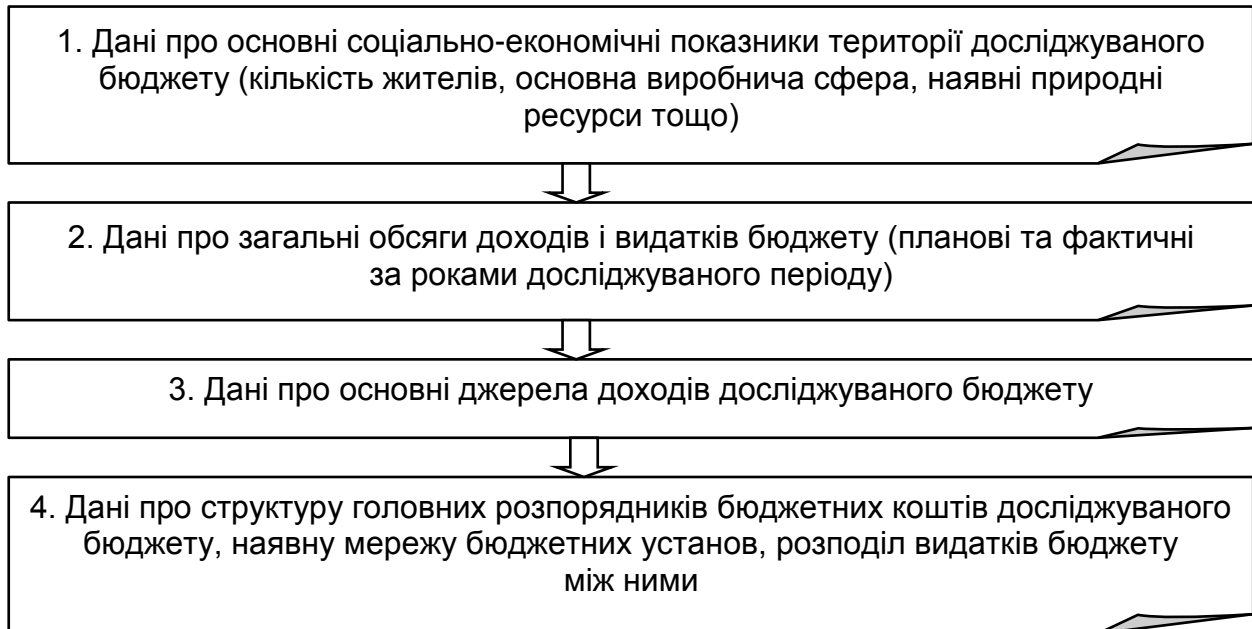 1. Дані про основні соціально-економічні показники території досліджуваного
бюджету (кількість жителів, основна виробнича сфера, наявні природні
ресурси тощо)
2. Дані про загальні обсяги доходів і видатків бюджету (планові та фактичні
за роками досліджуваного періоду)
3. Дані про основні джерела доходів досліджуваного бюджету
4. Дані про структуру головних розпорядників бюджетних коштів досліджуваного
бюджету, наявну мережу бюджетних установ, розподіл видатків бюджету
між ними